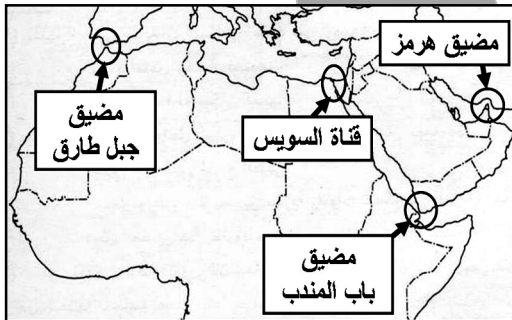 مضيق هرمز
مضيق
جبل طارق
قناة السويس
مضيق
باب المندب